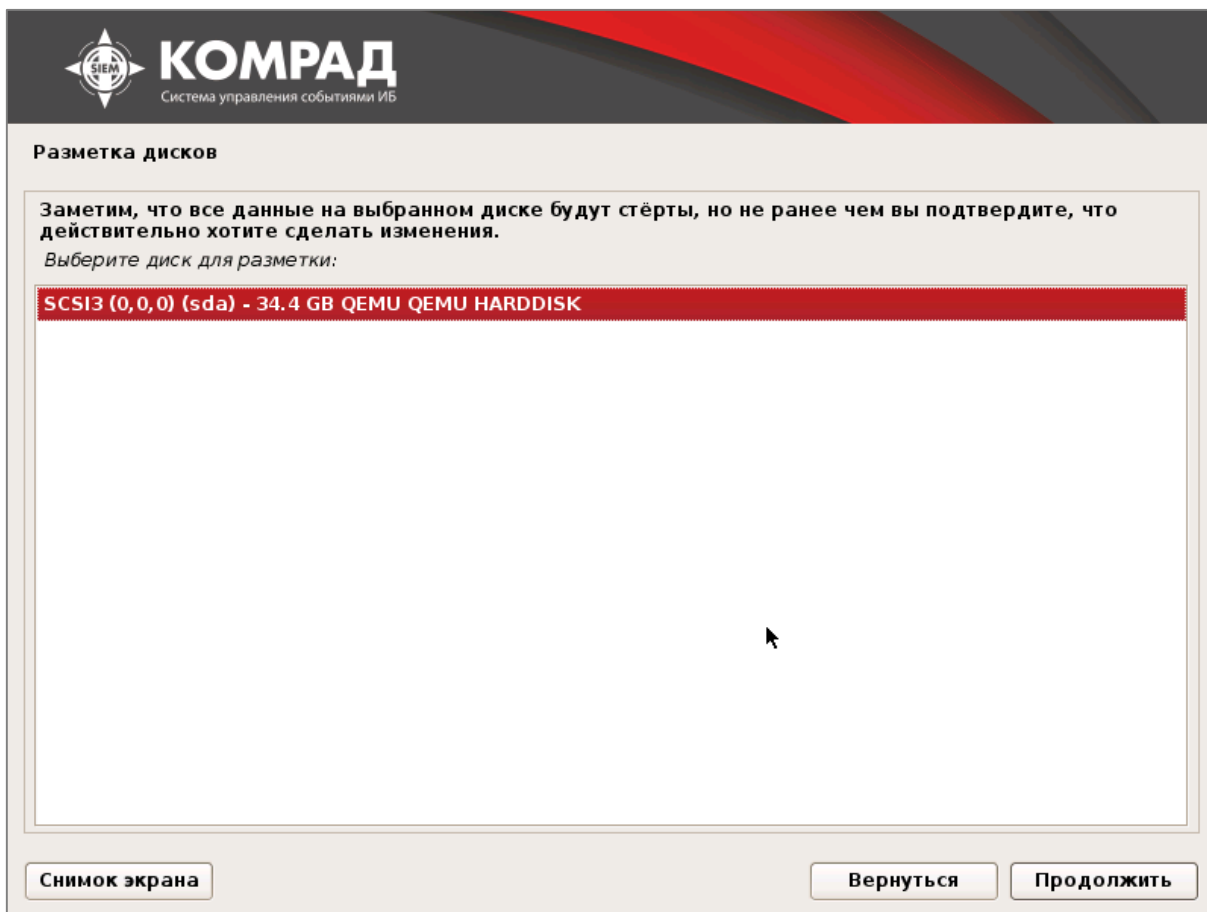 SIEM
КОМРАД
Система управления событиями ИБ
Разметка дисков
Заметим, что все данные на выбранном диске будут стёрты, но не ранее чем вы подтвердите, что
действительно хотите сделать изменения.
Выберите диск для разметки:
SCSI3 (0,0,0) (sda) - 34.4 GB QEMU QEMU HARDDISK
Снимок экрана
Вернуться
Продолжить